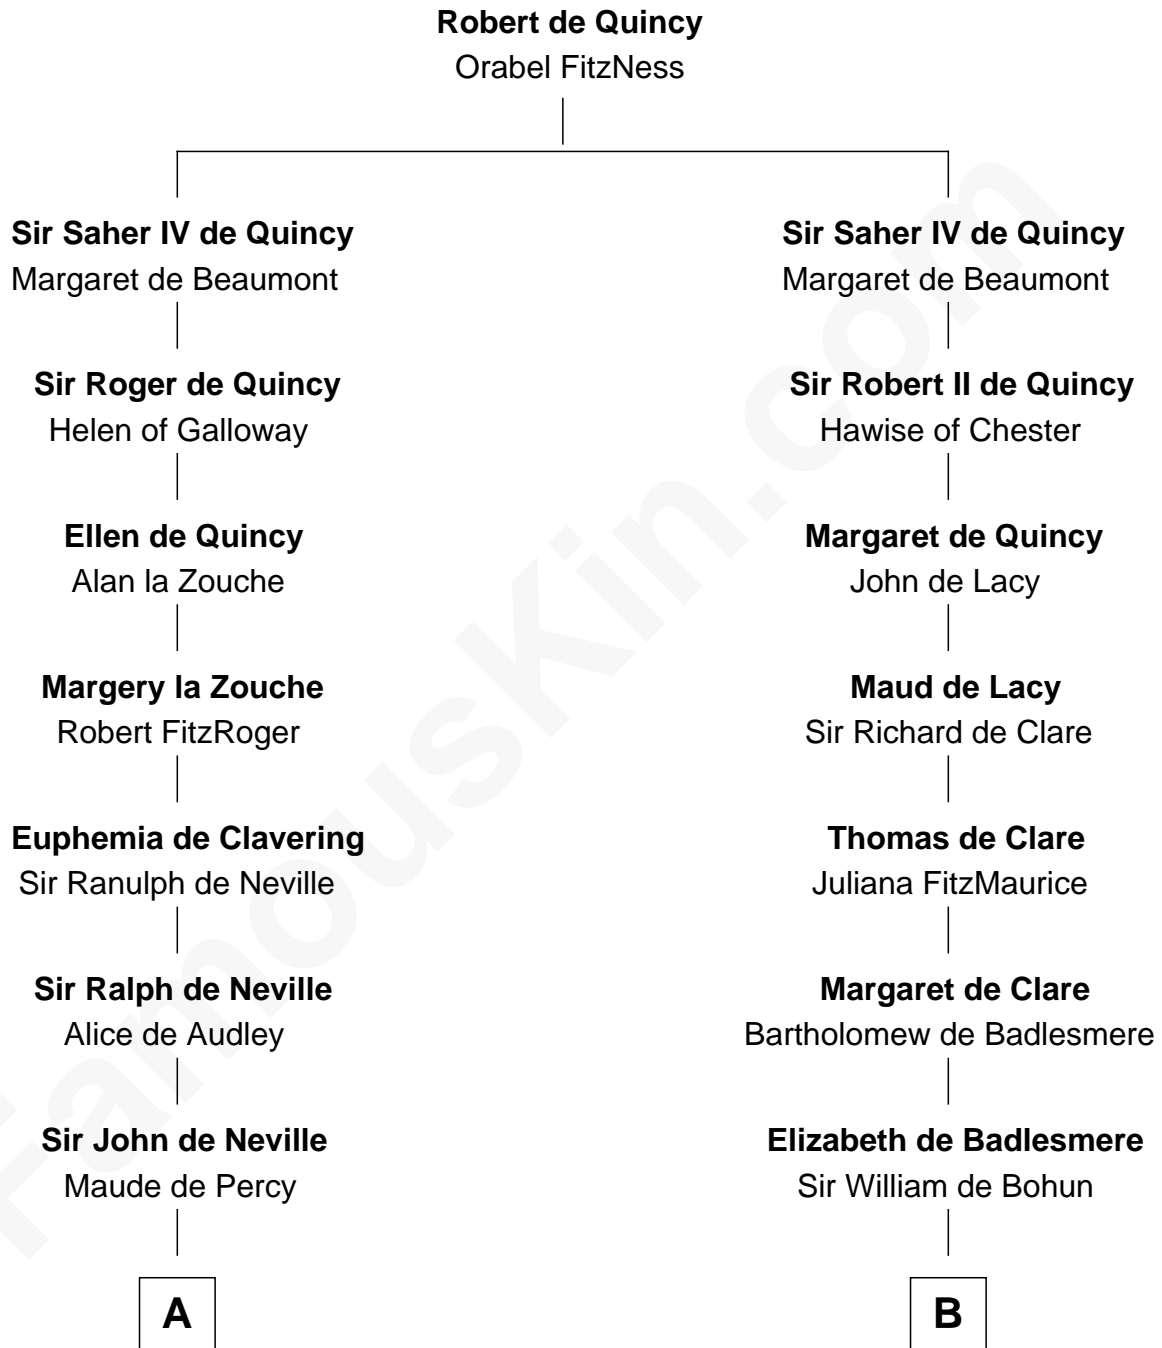 Robert de Quincy
Orabel FitzNess
Sir Saher IV de Quincy
Margaret de Beaumont
Sir Saher IV de Quincy
Margaret de Beaumont
Sir Roger de Quincy
Helen of Galloway
Sir Robert II de Quincy
Hawise of Chester
Ellen de Quincy
Alan la Zouche
Margaret de Quincy
John de Lacy
Margery la Zouche
Robert FitzRoger
Maud de Lacy
Sir Richard de Clare
Euphemia de Clavering
Sir Ranulph de Neville
Thomas de Clare
Juliana FitzMaurice
Sir Ralph de Neville
Alice de Audley
Margaret de Clare
Bartholomew de Badlesmere
Sir John de Neville
Maude de Percy
Elizabeth de Badlesmere
Sir William de Bohun
A
B
FamousKin.com